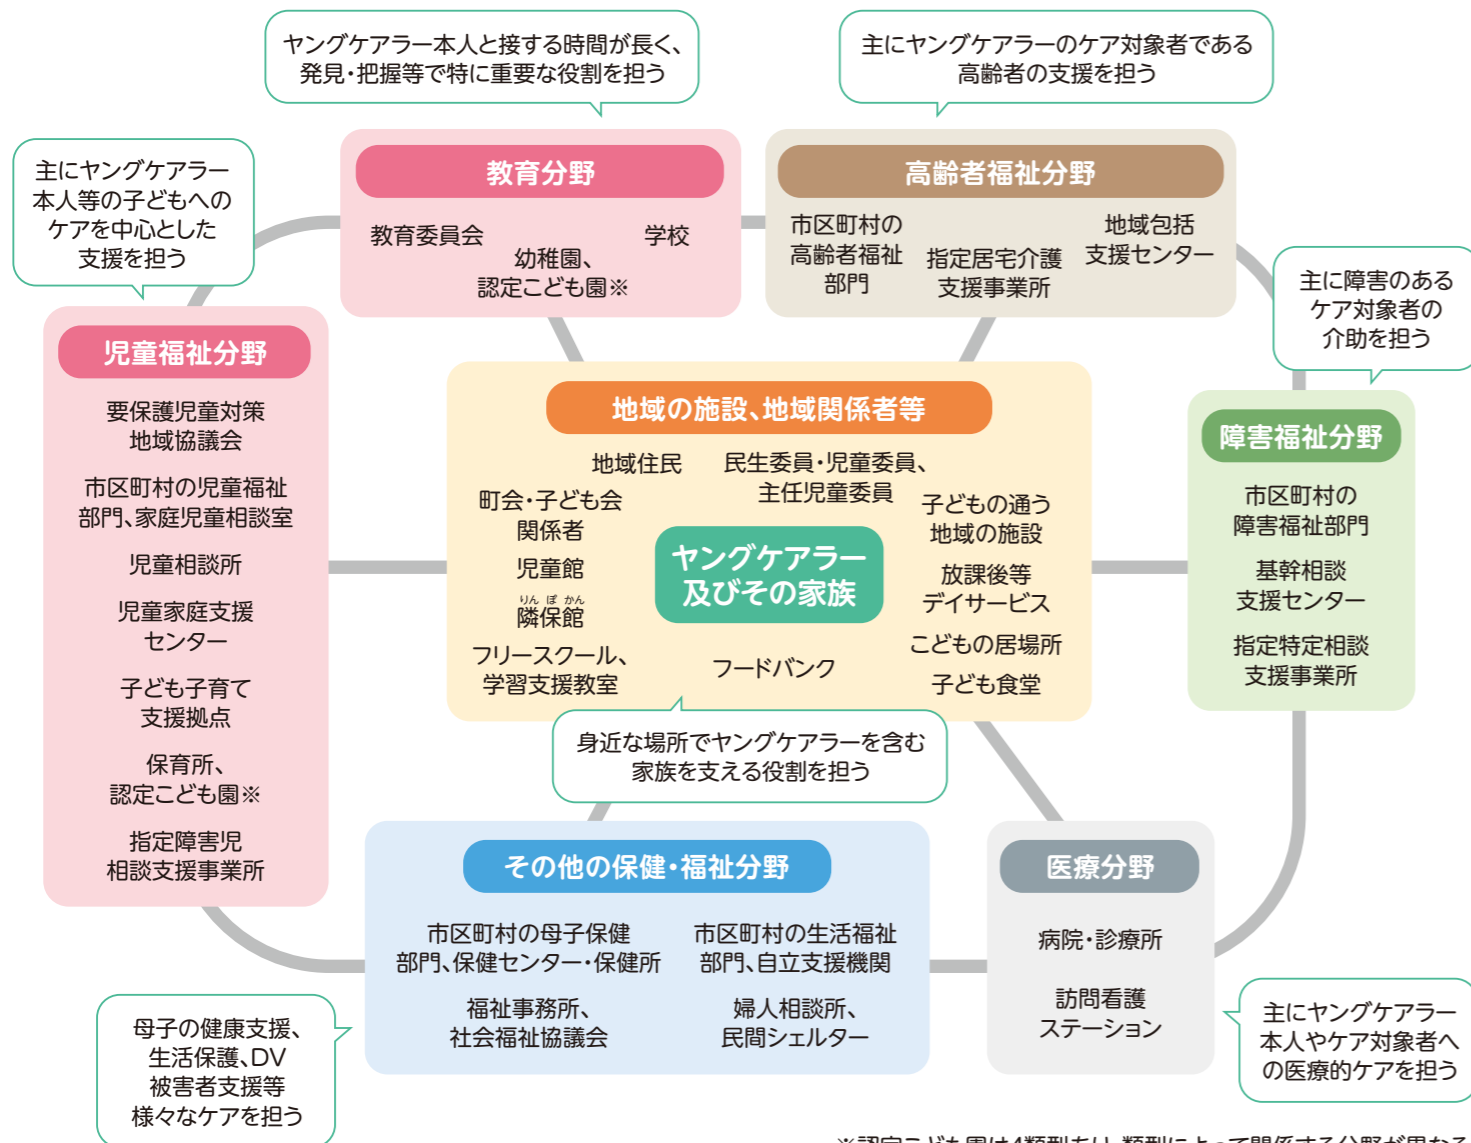 ヤングケアラー本人と接する時間が長く、
発見・把握等で特に重要な役割を担う
主にヤングケアラーのケア対象者である
高齢者の支援を担う
主にヤングケアラー
本人等の子どもへの
ケアを中心とした
支援を担う
教育分野
教育委員会
学校
幼稚園、
認定こども園※
高齢者福祉分野
市区町村の
高齢者福祉
部門
指定居宅介護
支援事業所
地域包括
支援センター
主に障害のある
ケア対象者の
介助を担う
児童福祉分野
要保護児童対策
地域協議会
市区町村の児童福祉
部門、家庭児童相談室
児童相談所
児童家庭支援
センター
子ども子育て
支援拠点
保育所、
認定こども園※
指定障害児
相談支援事業所
地域の施設、地域関係者等
地域住民
民生委員・児童委員、
主任児童委員
町会・子ども会
関係者
児童館
りんぽかん
隣保館
フリースクール、
学習支援教室
ヤングケアラー
及びその家族
フードバンク
子どもの通う
地域の施設
放課後等
デイサービス
こどもの居場所
子ども食堂
身近な場所でヤングケアラーを含む
家族を支える役割を担う
障害福祉分野
市区町村の
障害福祉部門
基幹相談
支援センター
指定特定相談
支援事業所
その他の保健・福祉分野
市区町村の母子保健
部門、保健センター・保健所
市区町村の生活福祉
部門、自立支援機関
福祉事務所、
社会福祉協議会
婦人相談所、
民間シェルター
医療分野
病院・診療所
訪問看護
ステーション
母子の健康支援、
生活保護、DV
被害者支援等
様々なケアを担う
主にヤングケアラー
本人やケア対象者へ
の医療的ケアを担う
※認定こども園は4類型あり、類型によって関係する分野が異なる